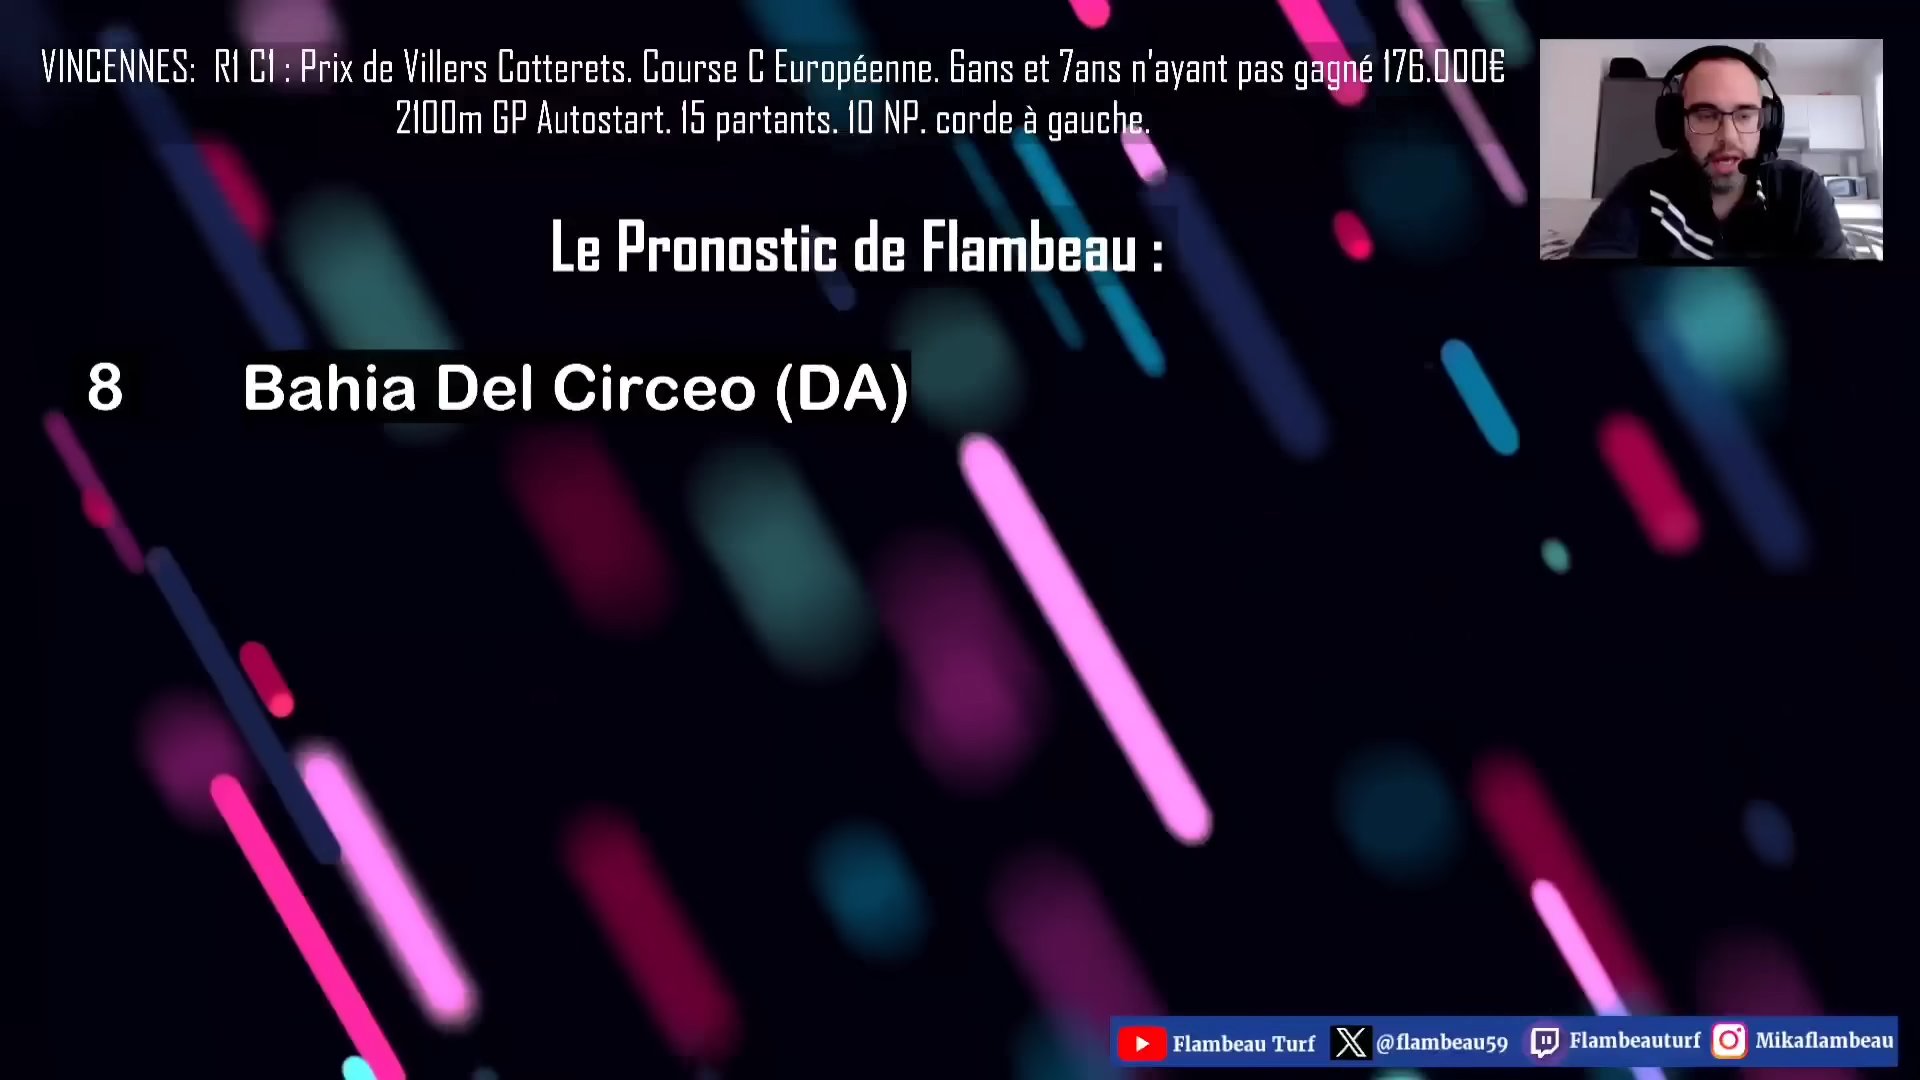 VINCENNES: R1 C1 : Prix de Villers Cotterets. Course C Européenne. 6ans et 7ans n'ayant pas gagné 176.000€
2100m GP Autostart. 15 partants. 10 NP. corde à gauche.
Le Pronostic de Flambeau :
8 Bahia Del Circeo (DA)
Flambeau Turf @flambeau59 Flambeauturf Mikaflambeau